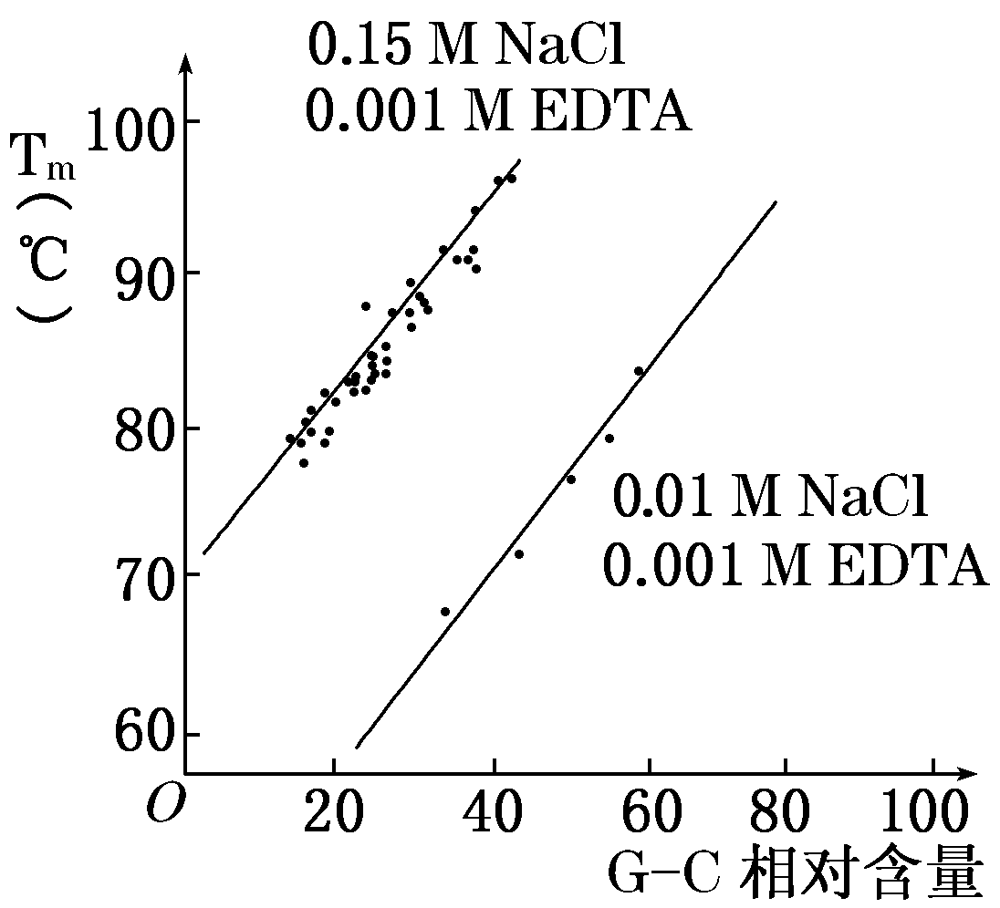 0.15 M NaCl
0.001 M EDTA
Tm
(℃)
100
90
80
70
60
0.01 M NaCl
0.001 M EDTA
O
20 40 60 80 100
G-C 相对含量